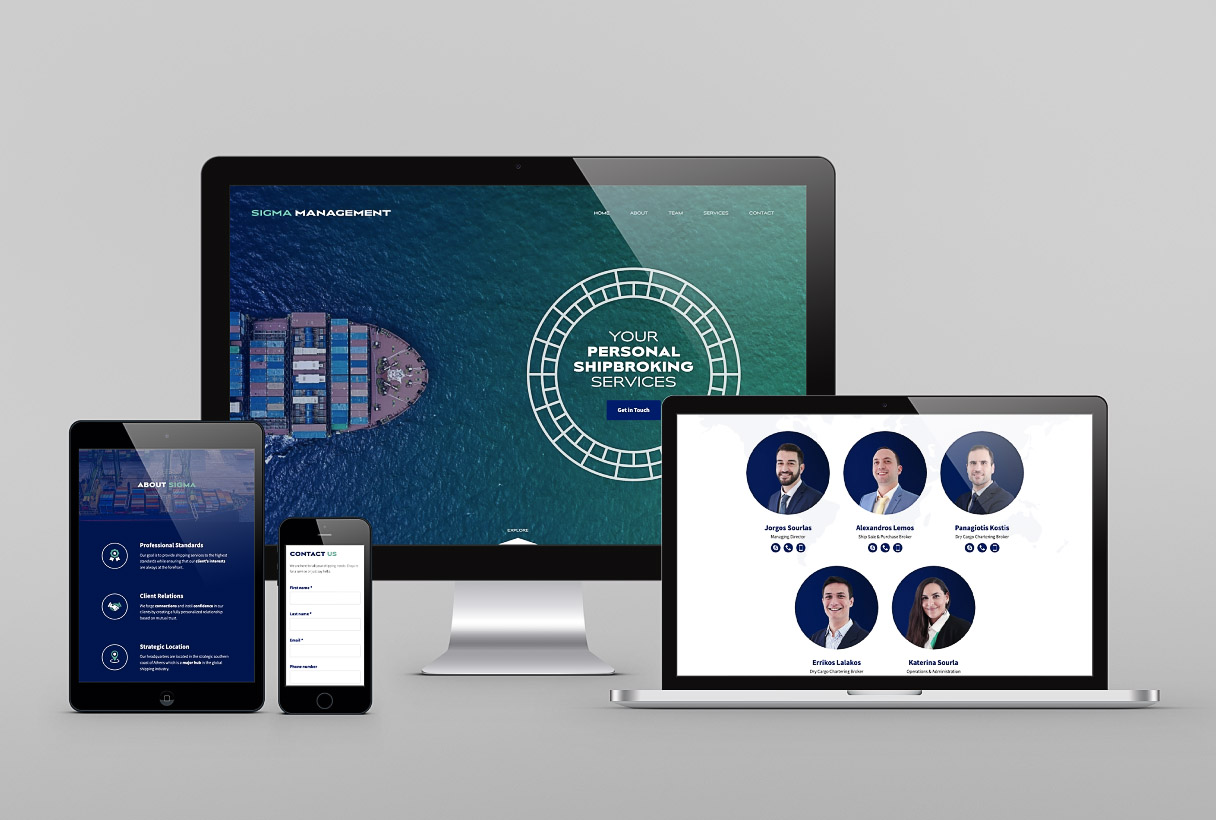 SIGMA MANAGEMENT
HOME ABOUT TEAM SERVICES CONTACT
YOUR
PERSONAL
SHIPBROKING
SERVICES
Get in Touch
EXPLORE
ABOUT SIGMA
Professional Standards
Our goal is to provide shipping services to the highest
standards while ensuring that our client's interests
are always at the forefront.
Client Relations
We forge connections and instil confidence in our
clients by creating a fully personalized relationship
based on mutual trust.
Strategic Location
Our headquarters are located in the strategic southern
coast of Athens which is a major hub in the global
shipping industry.
CONTACT US
First name *
Last name *
Email *
Phone number
Jorgos Sourlas
Managing Director
Alexandros Lemos
Ship Sale & Purchase Broker
Panagiotis Kostis
Dry Cargo Chartering Broker
Errikos Lalakos
Dry Cargo Chartering Broker
Katerina Sourla
Operations & Administration